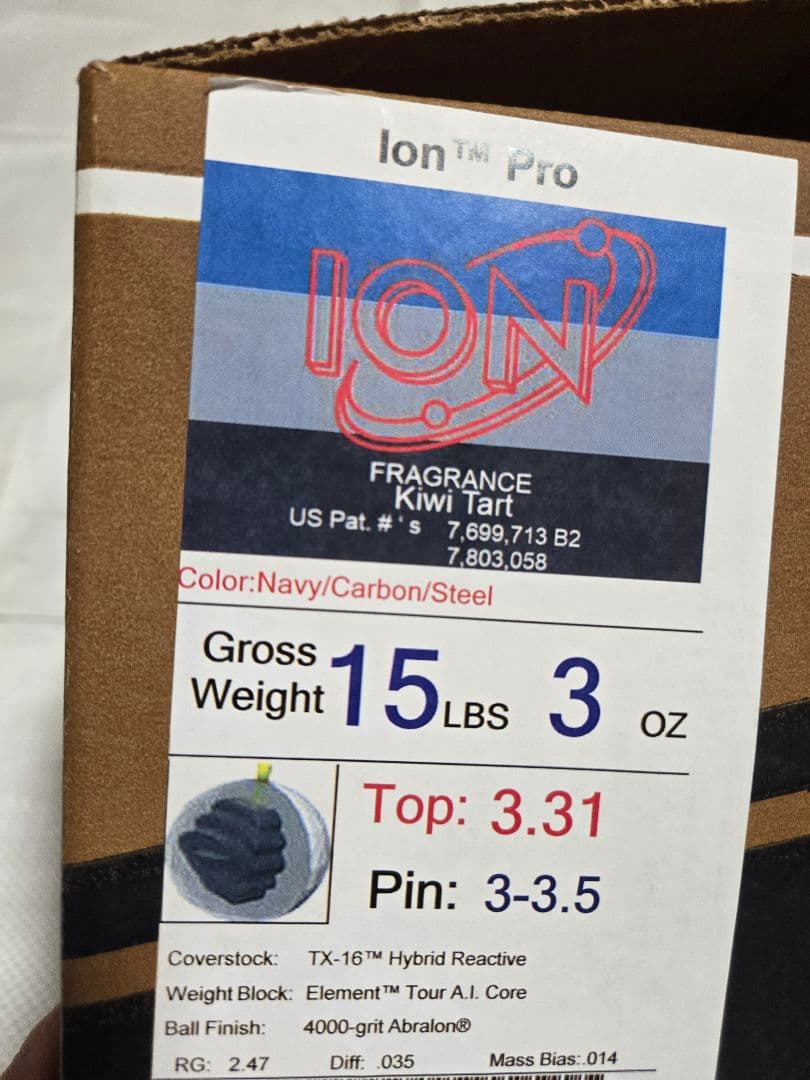 Ion™ Pro
ION
FRAGRANCE
Kiwi Tart
US Pat. #'s 7,699,713 B2
7,803,058
Color:Navy/Carbon/Steel
Gross Weight 15 LBS 3 OZ
Top: 3.31
Pin: 3-3.5
Coverstock: TX-16™ Hybrid Reactive
Weight Block: Element™ Tour A.I. Core
Ball Finish: 4000-grit Abralon®
RG: 2.47 Diff: .035 Mass Bias:.014